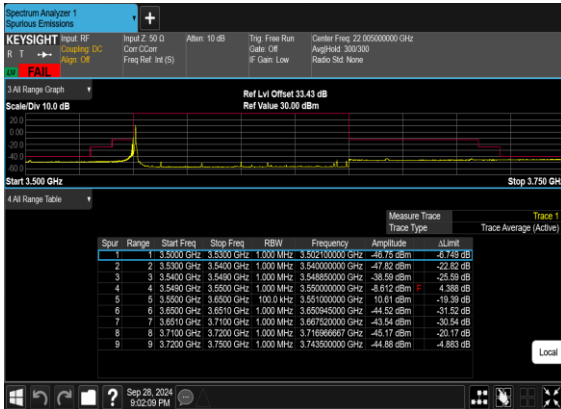 Spectrum Analyzer 1
Spurious Emissions
KEYSIGHT Input: RF Input Z: 50 Ω Atten: 10 dB Trig: Free Run Center Freq: 22.005000000 GHz
R T Coupling: DC Corr CCorr Gate: Off Avg|Hold: 300/300
Align: Off Freq Ref: Int (S) IF Gain: Low Radio Std: None
FAIL
3 All Range Graph
Scale/Div 10.0 dB
Ref Lvl Offset 33.43 dB
Ref Value 30.00 dBm
20.0
0.00
-20.0
-40.0
-60.0
Start 3.500 GHz Stop 3.750 GH
4 All Range Table
Measure Trace Trace 1
Trace Type Trace Average (Active)
Spur Range Start Freq Stop Freq RBW Frequency Amplitude ΔLimit
1 1 3.5000 GHz 3.5300 GHz 1.000 MHz 3.502100000 GHz -46.75 dBm -6.749 dB
2 2 3.5300 GHz 3.5400 GHz 1.000 MHz 3.540000000 GHz -47.82 dBm -22.82 dB
3 3 3.5400 GHz 3.5490 GHz 1.000 MHz 3.548850000 GHz -38.59 dBm -25.59 dB
4 4 3.5490 GHz 3.5500 GHz 1.000 MHz 3.550000000 GHz -8.612 dBm F 4.388 dB
5 5 3.5500 GHz 3.6500 GHz 100.0 kHz 3.551000000 GHz 10.61 dBm -19.39 dB
6 6 3.6500 GHz 3.6510 GHz 1.000 MHz 3.650945000 GHz -44.52 dBm -31.52 dB
7 7 3.6510 GHz 3.7100 GHz 1.000 MHz 3.667520000 GHz -43.54 dBm -30.54 dB
8 8 3.7100 GHz 3.7200 GHz 1.000 MHz 3.716966667 GHz -45.17 dBm -20.17 dB
9 9 3.7200 GHz 3.7500 GHz 1.000 MHz 3.743500000 GHz -44.88 dBm -4.883 dB
Local
Sep 28, 2024
9:02:09 PM